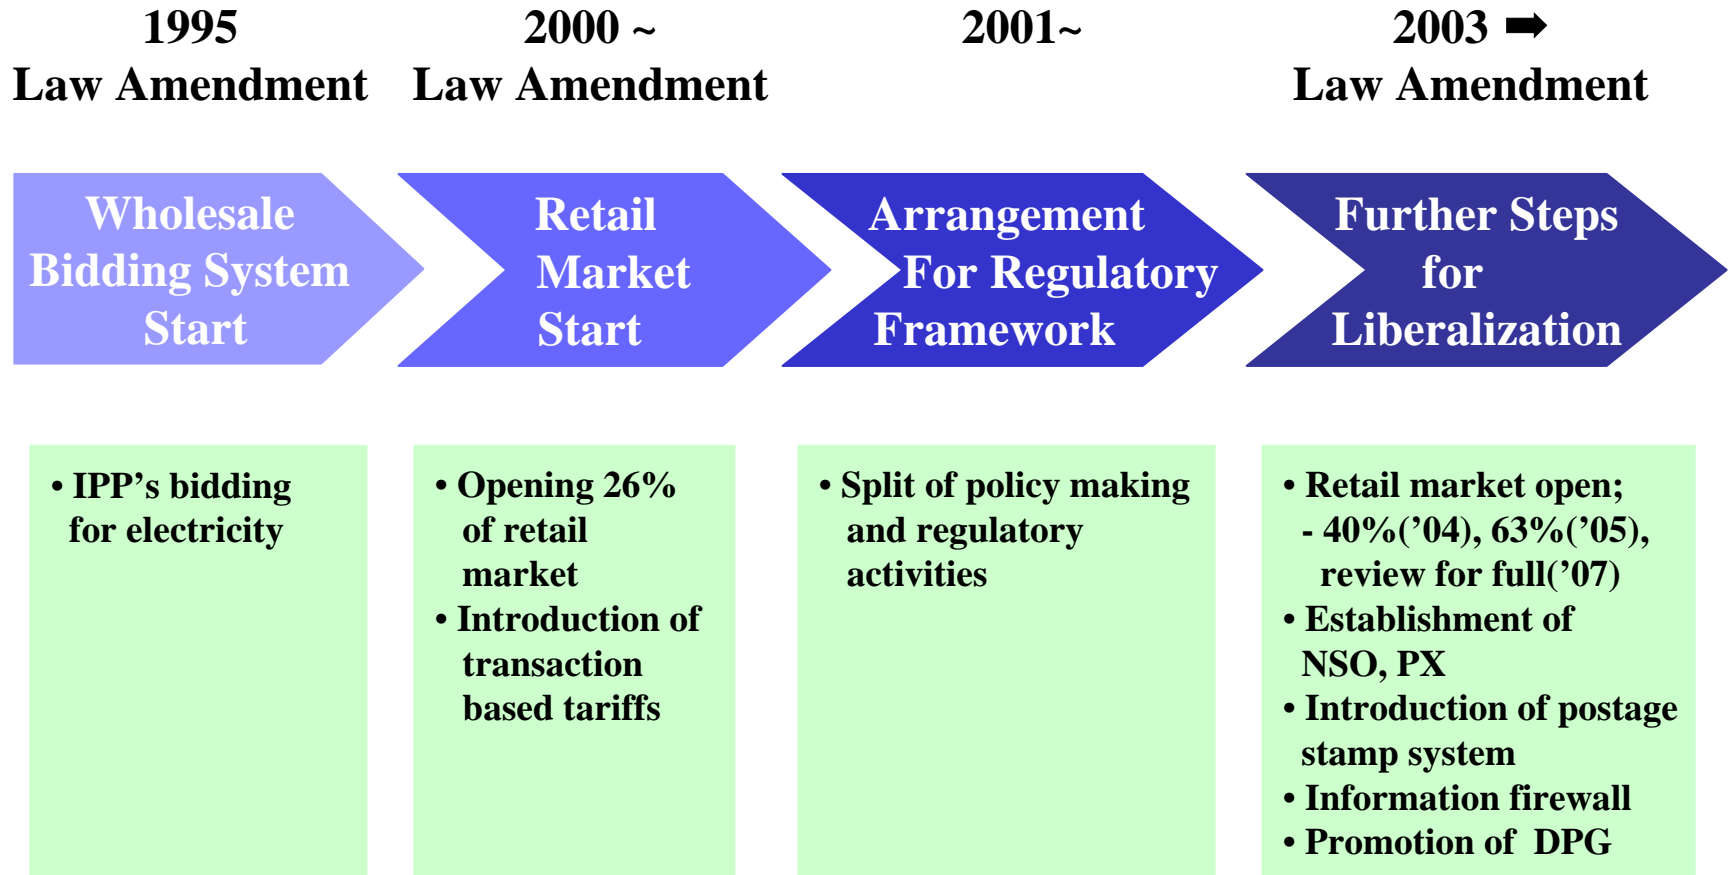 1995
Law Amendment
2000 ~
Law Amendment
2001~
2003 ➡
Law Amendment
Wholesale
Bidding System
Start
Retail
Market
Start
Arrangement
For Regulatory
Framework
Further Steps
for
Liberalization
• IPP’s bidding
for electricity
• Opening 26%
of retail
market
• Introduction of
transaction
based tariffs
• Split of policy making
and regulatory
activities
• Retail market open;
- 40%(’04), 63%(’05),
review for full(’07)
• Establishment of
NSO, PX
• Introduction of postage
stamp system
• Information firewall
• Promotion of DPG